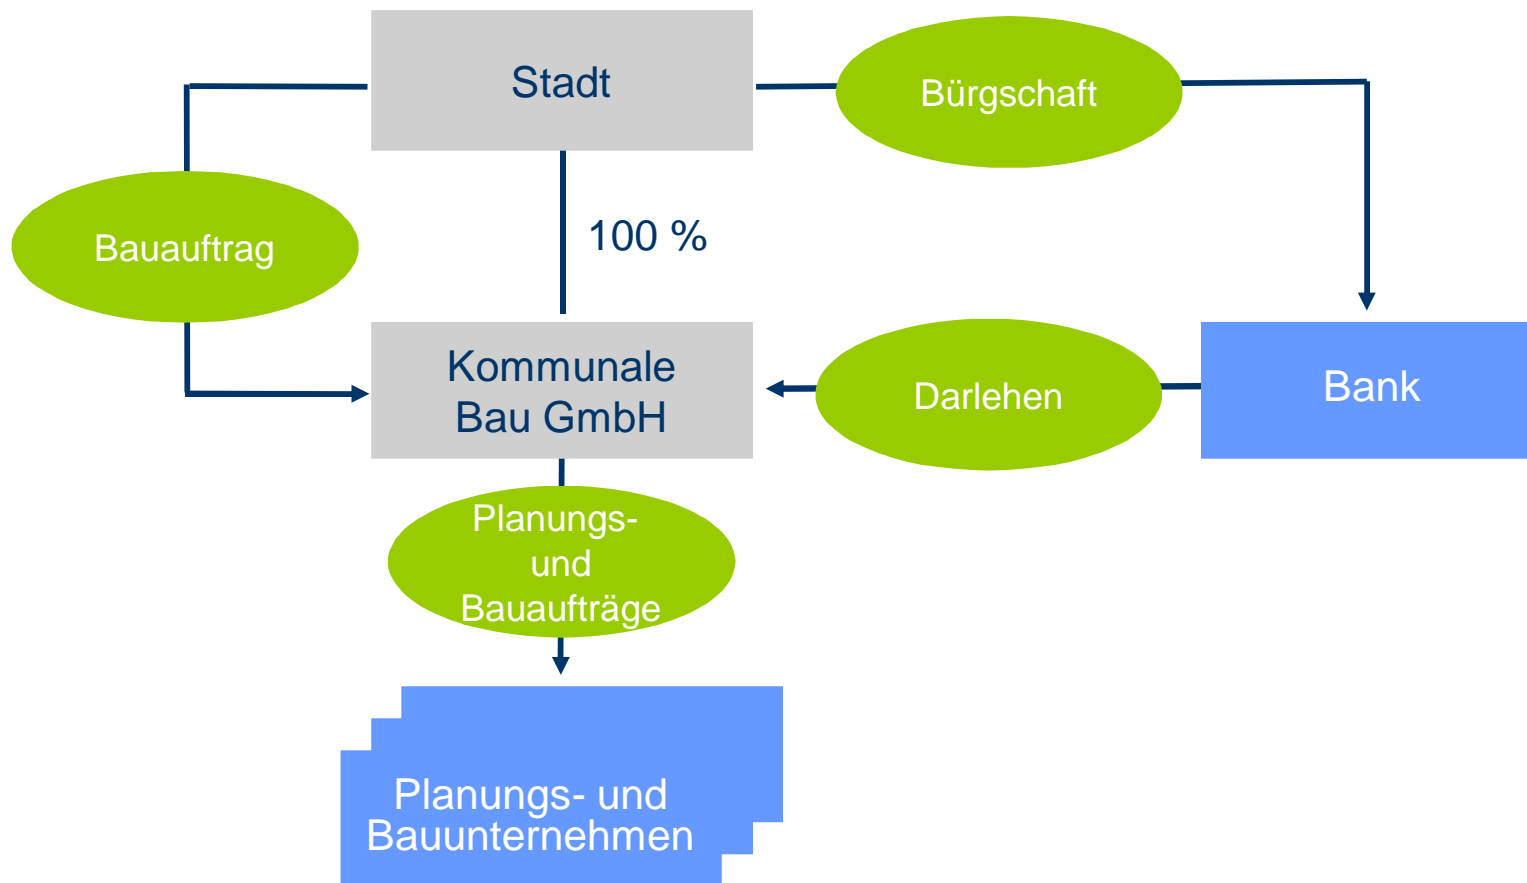 Stadt
Bürgschaft
Bauauftrag
100 %
Kommunale
Bau GmbH
Darlehen
Bank
Planungs-
und
Bauaufträge
Planungs- und
Bauunternehmen